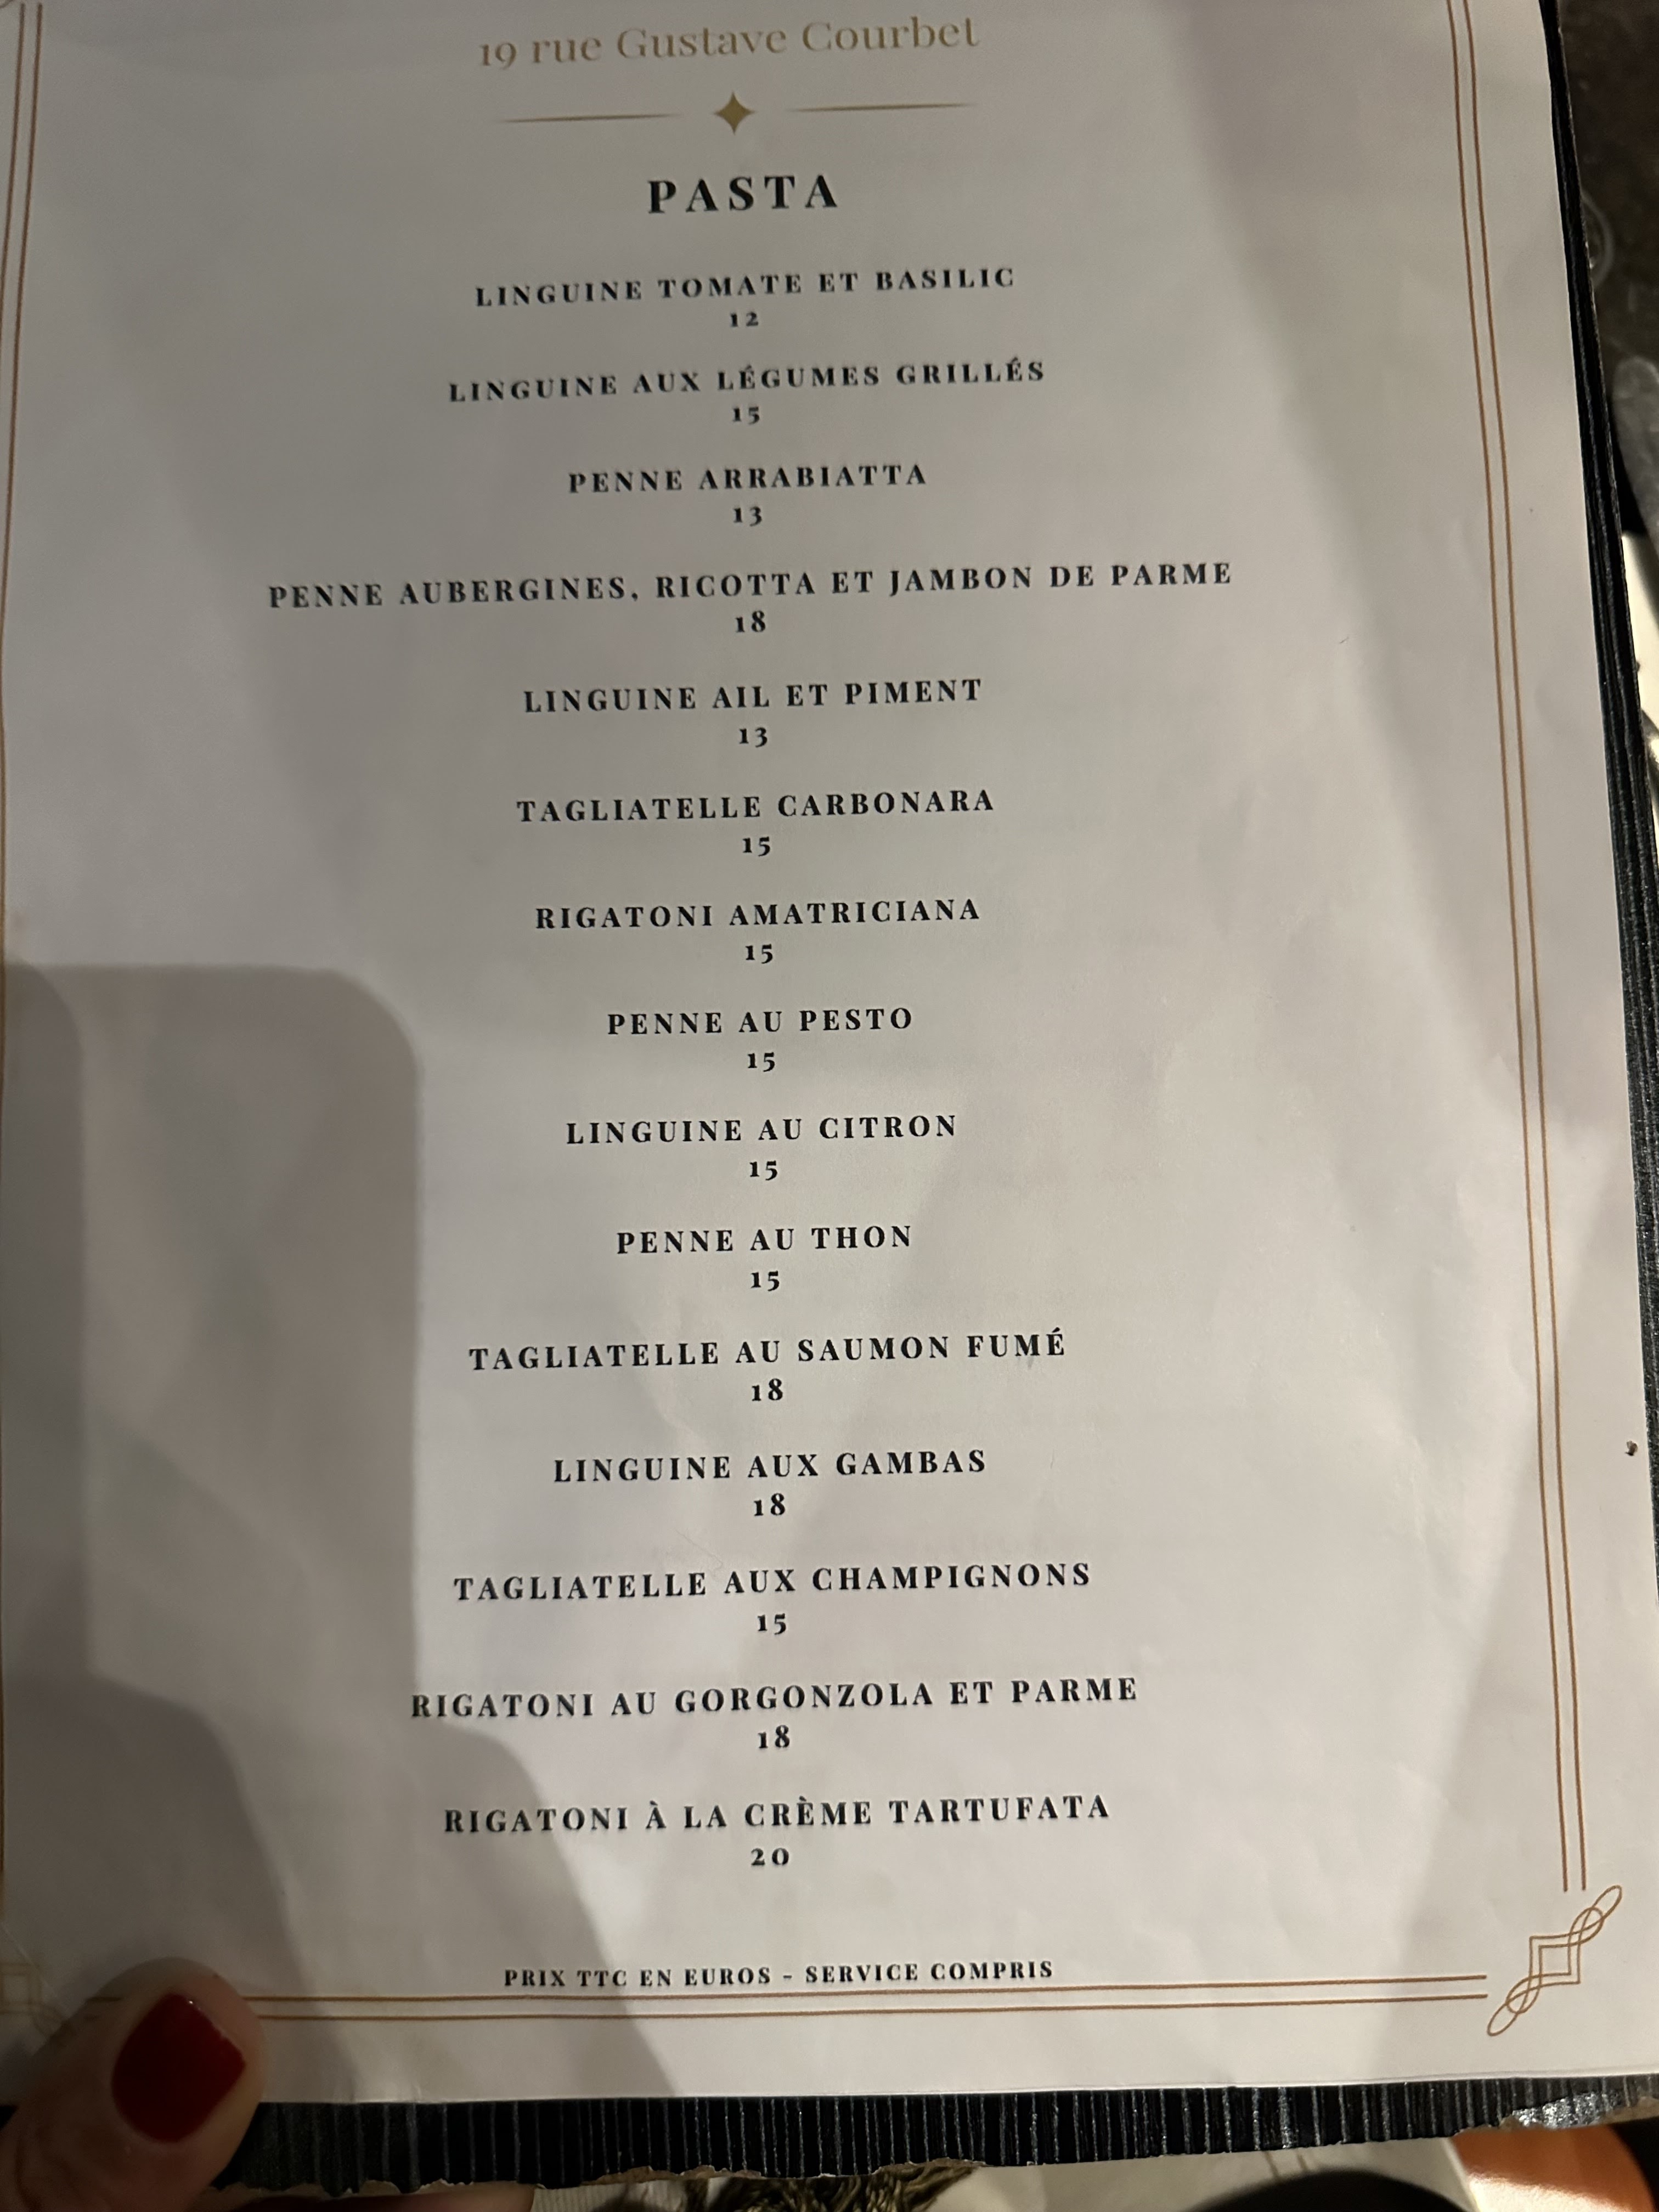 19 rue Gustave Courbet
PASTA
LINGUINE TOMATE ET BASILIC
12
LINGUINE AUX LÉGUMES GRILLÉS
15
PENNE ARRABIATTA
13
PENNE AUBERGINES, RICOTTA ET JAMBON DE PARME
18
LINGUINE AIL ET PIMENT
13
TAGLIATELLE CARBONARA
15
RIGATONI AMATRICIANA
15
PENNE AU PESTO
15
LINGUINE AU CITRON
15
PENNE AU THON
15
TAGLIATELLE AU SAUMON FUMÉ
18
LINGUINE AUX GAMBAS
18
TAGLIATELLE AUX CHAMPIGNONS
15
RIGATONI AU GORGONZOLA ET PARME
18
RIGATONI À LA CRÈME TARTUFATA
20
PRIX TTC EN EUROS - SERVICE COMPRIS